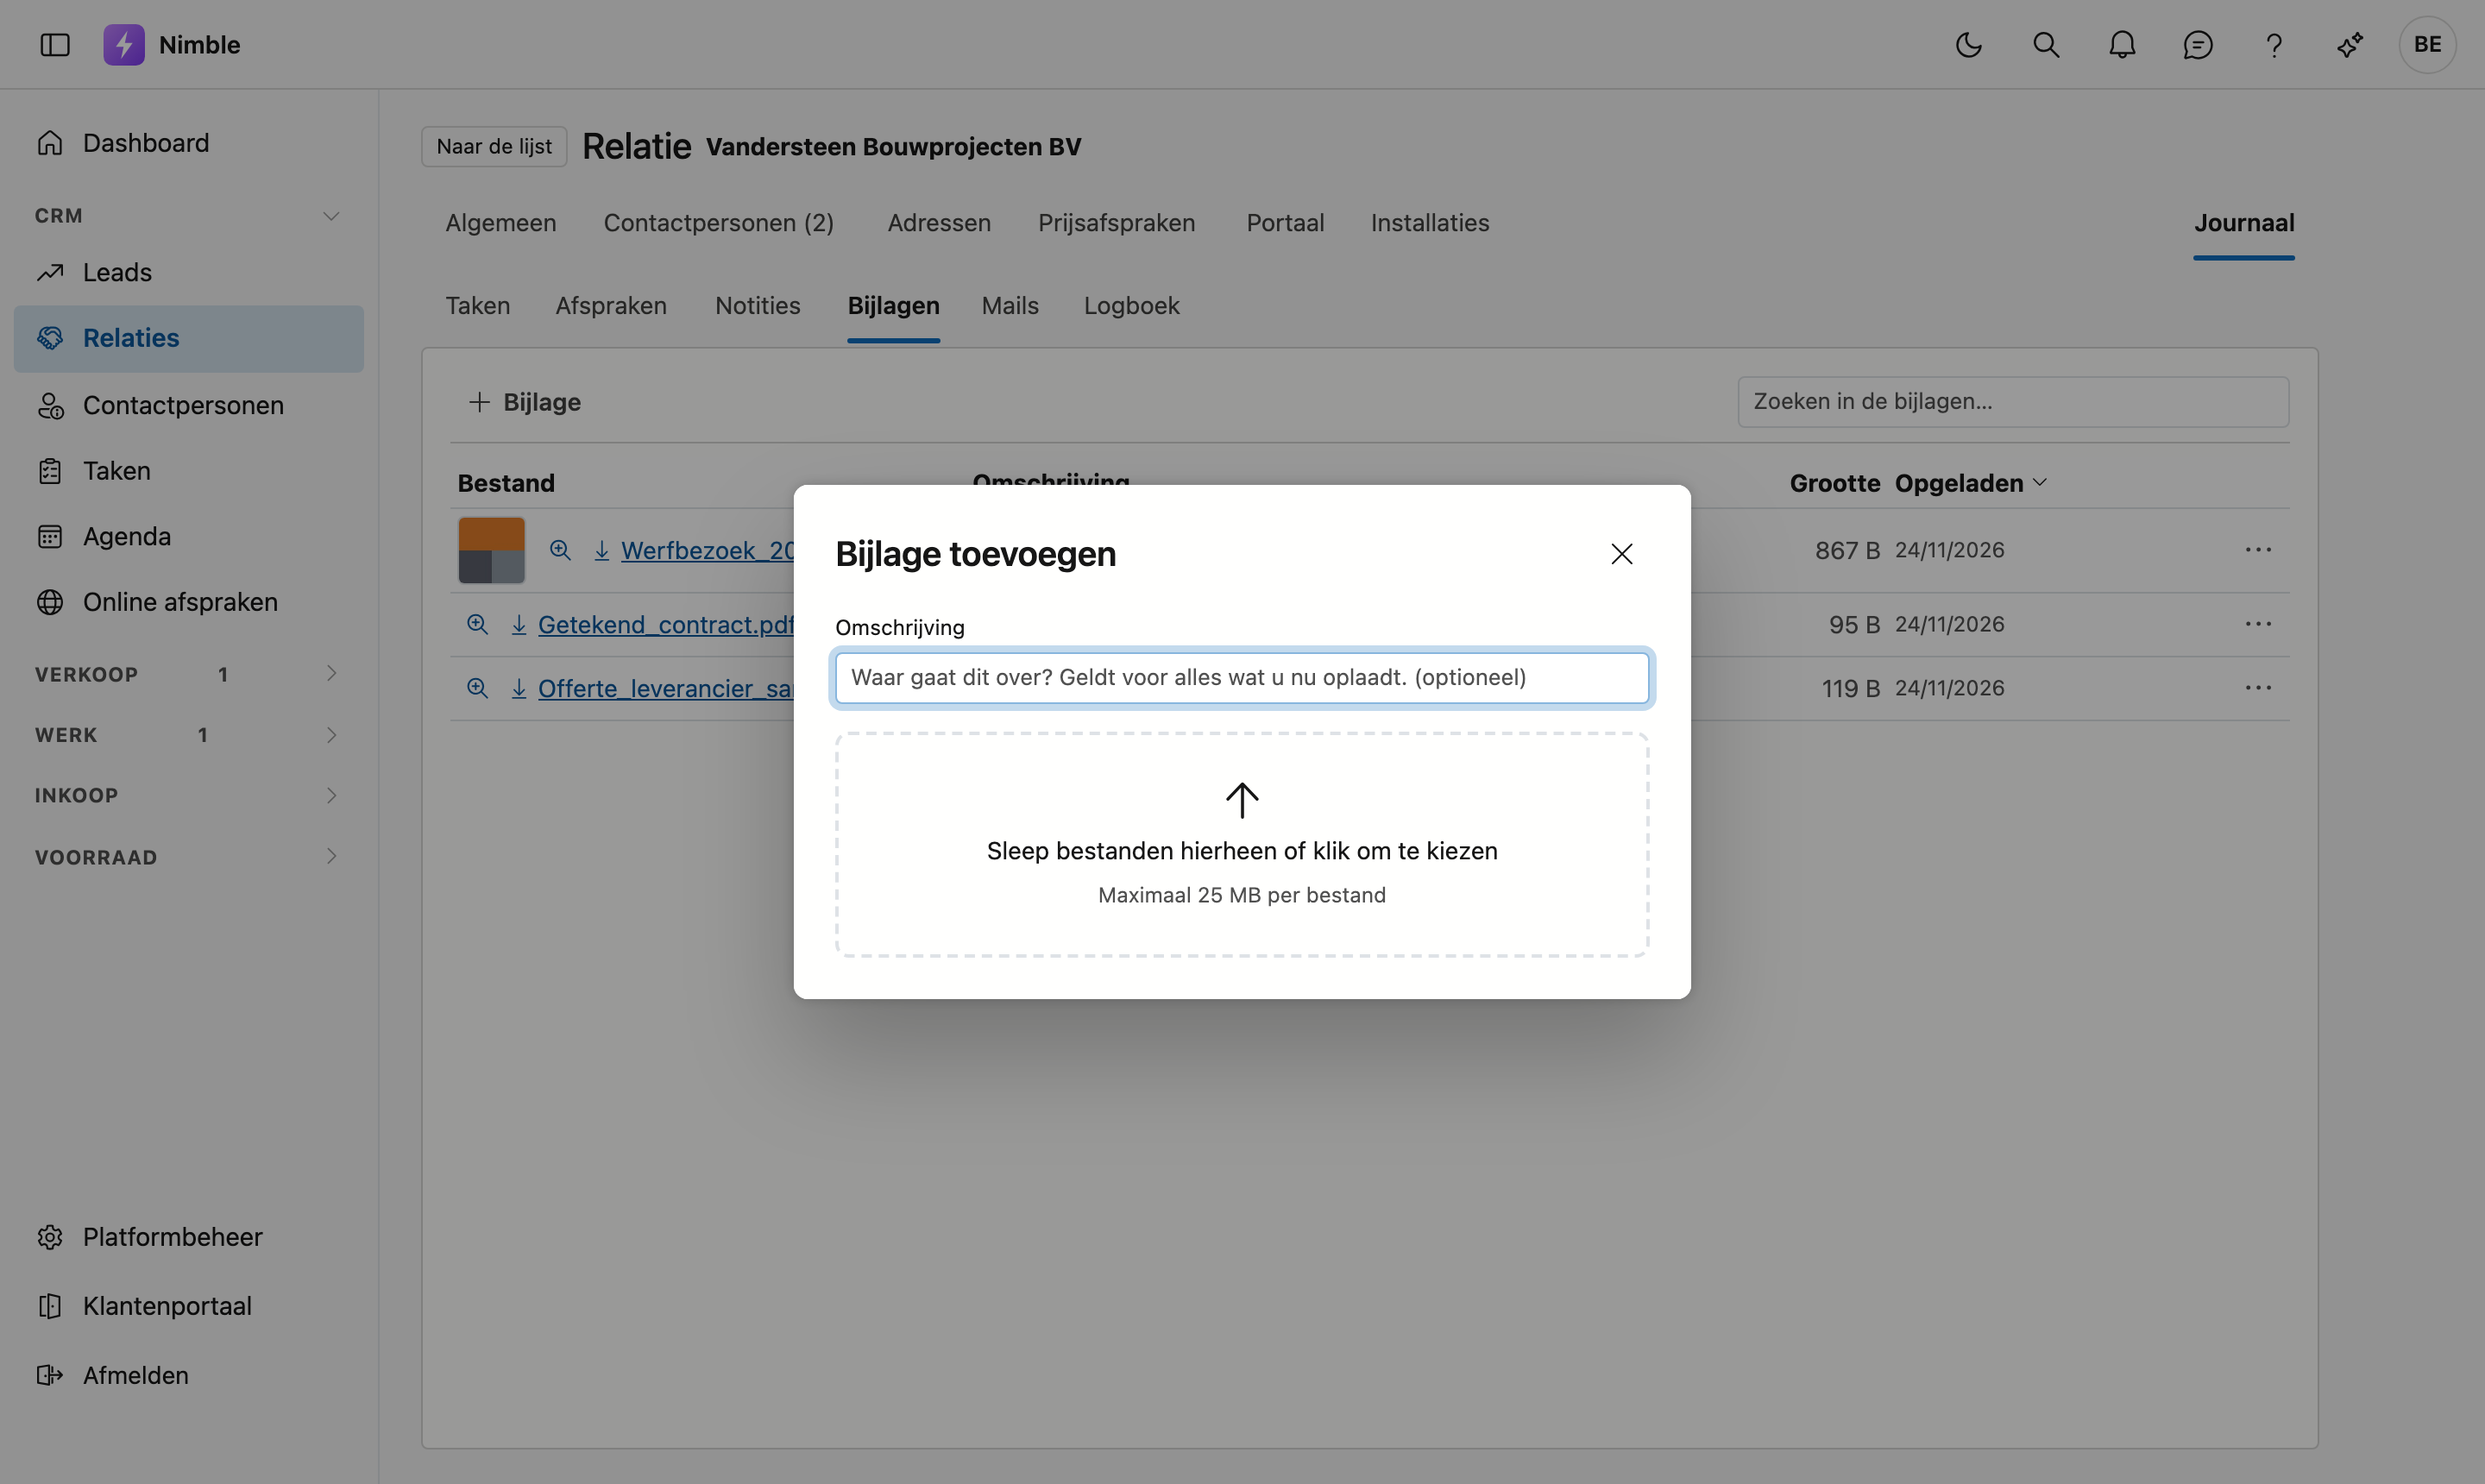 Nimble
BE
Dashboard
CRM
Leads
Relaties
Contactpersonen
Taken
Agenda
Online afspraken
VERKOOP 1
WERK 1
INKOOP
VOORRAAD
Platformbeheer
Klantenportaal
Afmelden
Naar de lijst Relatie Vandersteen Bouwprojecten BV
Algemeen Contactpersonen (2) Adressen Prijsafspraken Portaal Installaties Journaal
Taken Afspraken Notities Bijlagen Mails Logboek
Bijlage Zoeken in de bijlagen...
Bestand Omschrijving Grootte Opgeladen
Werfbezoek_20 867 B 24/11/2026
Getekend_contract.pdf 95 B 24/11/2026
Offerte_leverancier_sa 119 B 24/11/2026
Bijlage toevoegen
Omschrijving
Waar gaat dit over? Geldt voor alles wat u nu oplaadt. (optioneel)
Sleep bestanden hierheen of klik om te kiezen
Maximaal 25 MB per bestand